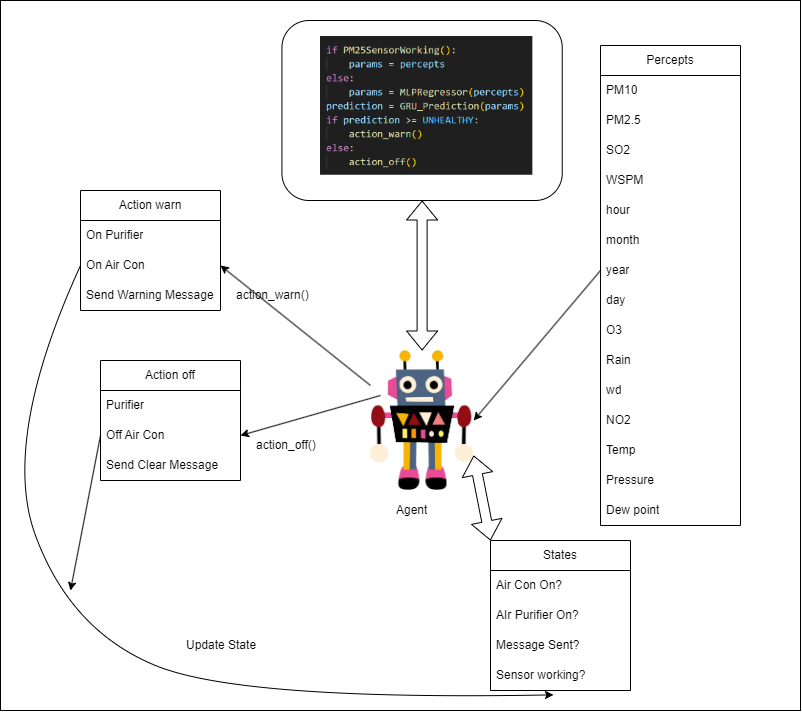 if PM25SensorWorking():
    params = percepts
else:
    params = MLPRegressor(percepts)
prediction = GRU_Prediction(params)
if prediction >= UNHEALTHY:
    action_warn()
else:
    action_off()
Percepts
PM10
PM2.5
SO2
WSPM
hour
month
year
day
O3
Rain
wd
NO2
Temp
Pressure
Dew point
Action warn
On Purifier
On Air Con
Send Warning Message
action_warn()
Action off
Purifier
Off Air Con
Send Clear Message
action_off()
Agent
States
Air Con On?
AIr Purifier On?
Message Sent?
Sensor working?
Update State